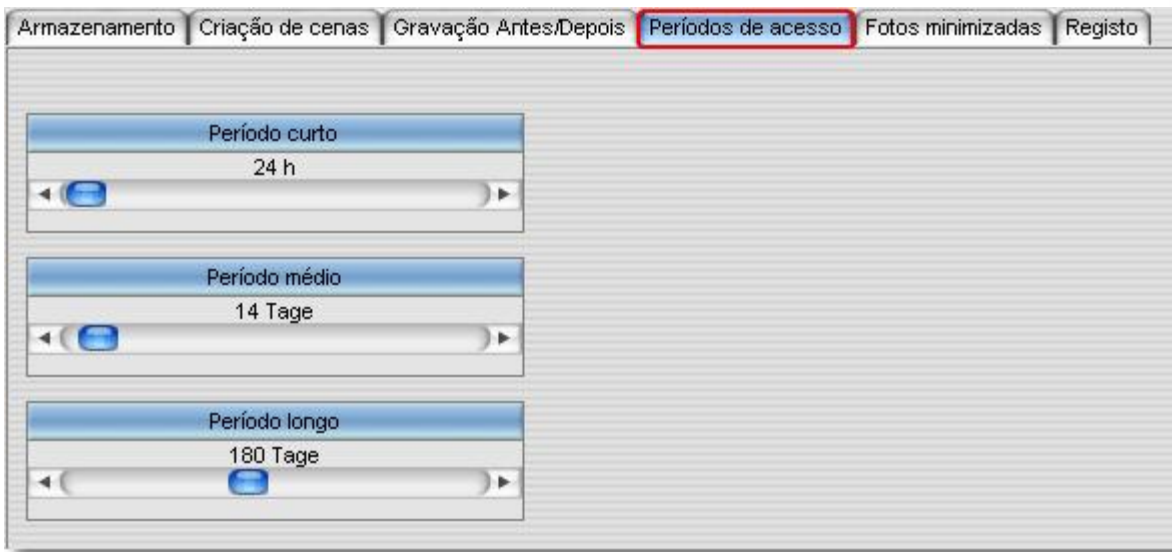 Armazenamento Criação de cenas Gravação Antes/Depois Períodos de acesso Fotos minimizadas Registo
Período curto
24 h
Período médio
14 Tage
Período longo
180 Tage